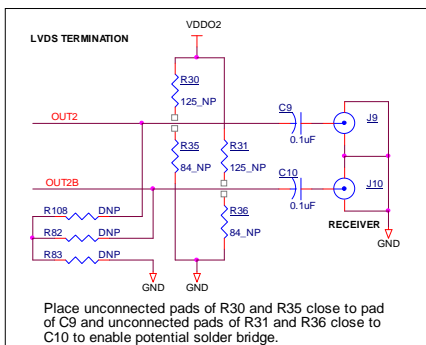 LVDS TERMINATION
VDDO2
R30
125_NP
OUT2
C9
J9
0.1uF
R35
R31
84_NP
125_NP
OUT2B
C10
J10
0.1uF
R108
DNP
R36
RECEIVER
R82
DNP
84_NP
R83
DNP
GND
GND
GND
Place unconnected pads of R30 and R35 close to pad
of C9 and unconnected pads of R31 and R36 close to
C10 to enable potential solder bridge.